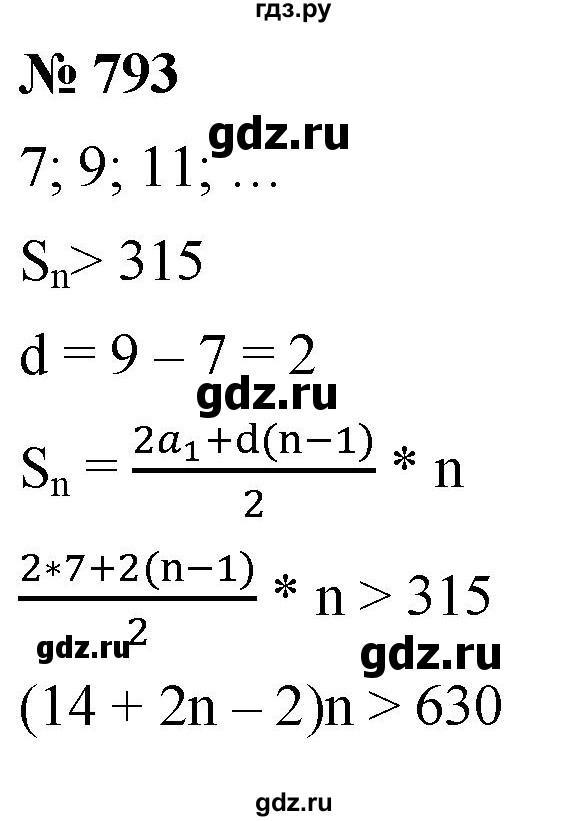 гдз.ру
№ 793
gdz.ru
7; 9; 11; …
Sn> 315
d = 9 – 7 = 2
gdz.ru
Sn = 2a1+d(n−1)/2 * n
2*7+2(n−1)/2 * n > 315
gdz.ru
gdz.ru
(14 + 2n – 2)n > 630
gdz.ru